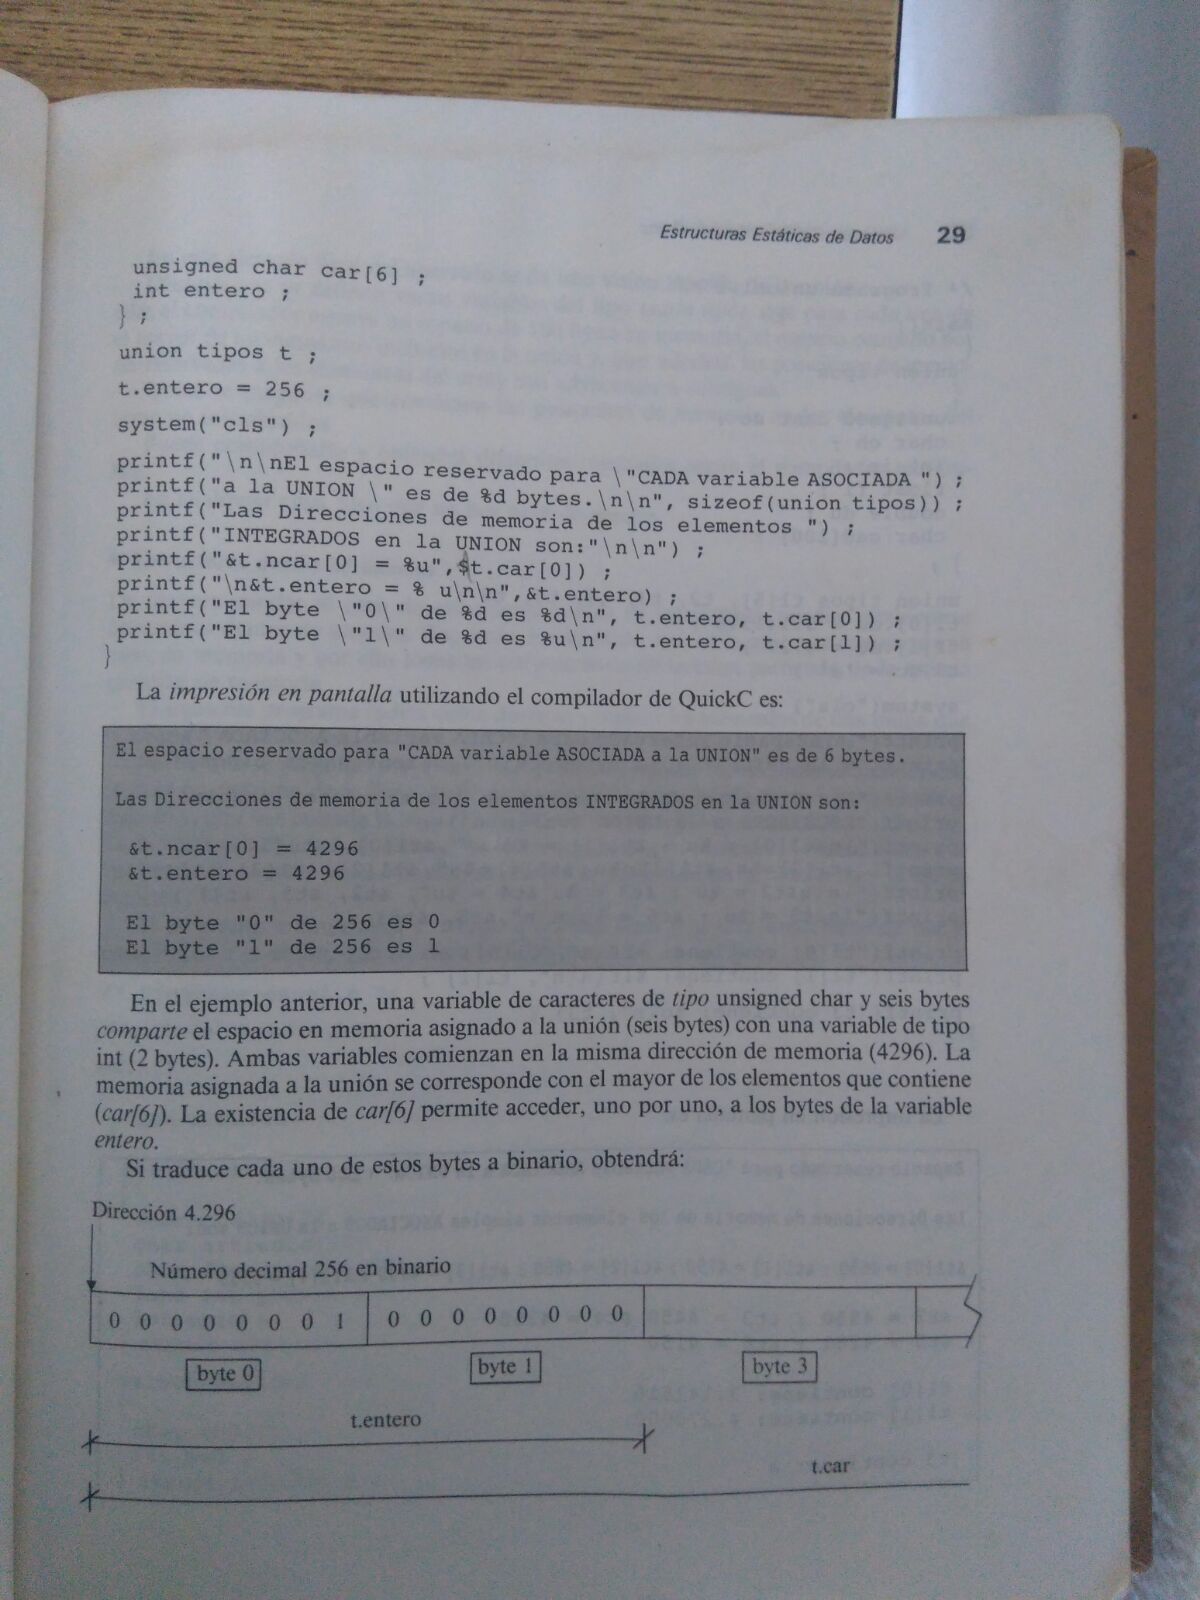 Estructuras Estáticas de Datos 29
unsigned char car[6] ;
int entero ;
} ;
union tipos t ;
t.entero = 256 ;
system("cls") ;
printf("\n\nEl espacio reservado para \"CADA variable ASOCIADA ") ;
printf("a la UNION \" es de %d bytes.\n\n", sizeof(union tipos)) ;
printf("Las Direcciones de memoria de los elementos ") ;
printf("INTEGRADOS en la UNION son:"\n\n") ;
printf("&t.ncar[0] = %u",$t.car[0]) ;
printf("\n&t.entero = % u\n\n",&t.entero) ;
printf("El byte \"0\" de %d es %d\n", t.entero, t.car[0]) ;
printf("El byte \"1\" de %d es %u\n", t.entero, t.car[1]) ;
}
La impresión en pantalla utilizando el compilador de QuickC es:
El espacio reservado para "CADA variable ASOCIADA a la UNION" es de 6 bytes.
Las Direcciones de memoria de los elementos INTEGRADOS en la UNION son:
&t.ncar[0] = 4296
&t.entero = 4296
El byte "0" de 256 es 0
El byte "1" de 256 es 1
En el ejemplo anterior, una variable de caracteres de tipo unsigned char y seis bytes
comparte el espacio en memoria asignado a la unión (seis bytes) con una variable de tipo
int (2 bytes). Ambas variables comienzan en la misma dirección de memoria (4296). La
memoria asignada a la unión se corresponde con el mayor de los elementos que contiene
(car[6]). La existencia de car[6] permite acceder, uno por uno, a los bytes de la variable
entero.
Si traduce cada uno de estos bytes a binario, obtendrá:
Dirección 4.296
Número decimal 256 en binario
0 0 0 0 0 0 0 1 0 0 0 0 0 0 0 0
byte 0 byte 1 byte 3
t.entero
t.car